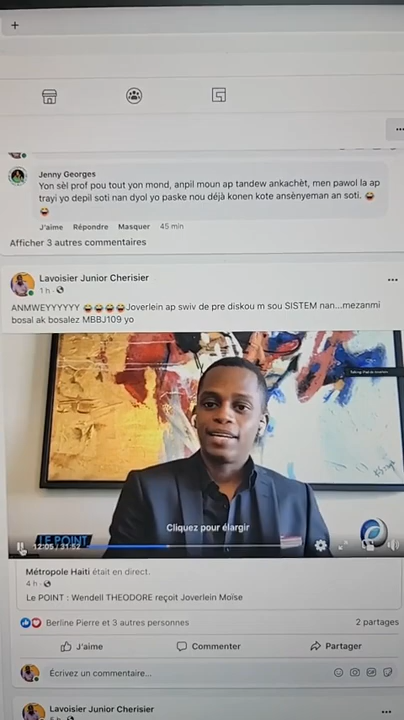 +
Jenny Georges
Yon sèl prof pou tout yon mond, anpil moun ap tandew ankachèt, men pawol la ap
trayi yo depil soti nan dyol yo paske nou déjà konen kote ansèyeman an soti. 😂
😂
J'aime Répondre Masquer 45 min
Afficher 3 autres commentaires
Lavoisier Junior Cherisier
1 h ·
ANMWEYYYYYY 😂😂😂😂Joverlein ap swiv de pre diskou m sou SISTEM nan...mezanmi
bosal ak bosalez MBBJ109 yo
Cliquez pour élargir
LE POINT
12:05 / 31:52
Métropole Haiti était en direct.
4 h ·
Le POINT : Wendell THEODORE reçoit Joverlein Moïse
Berline Pierre et 3 autres personnes 2 partages
J'aime Commenter Partager
Écrivez un commentaire...
Lavoisier Junior Cherisier